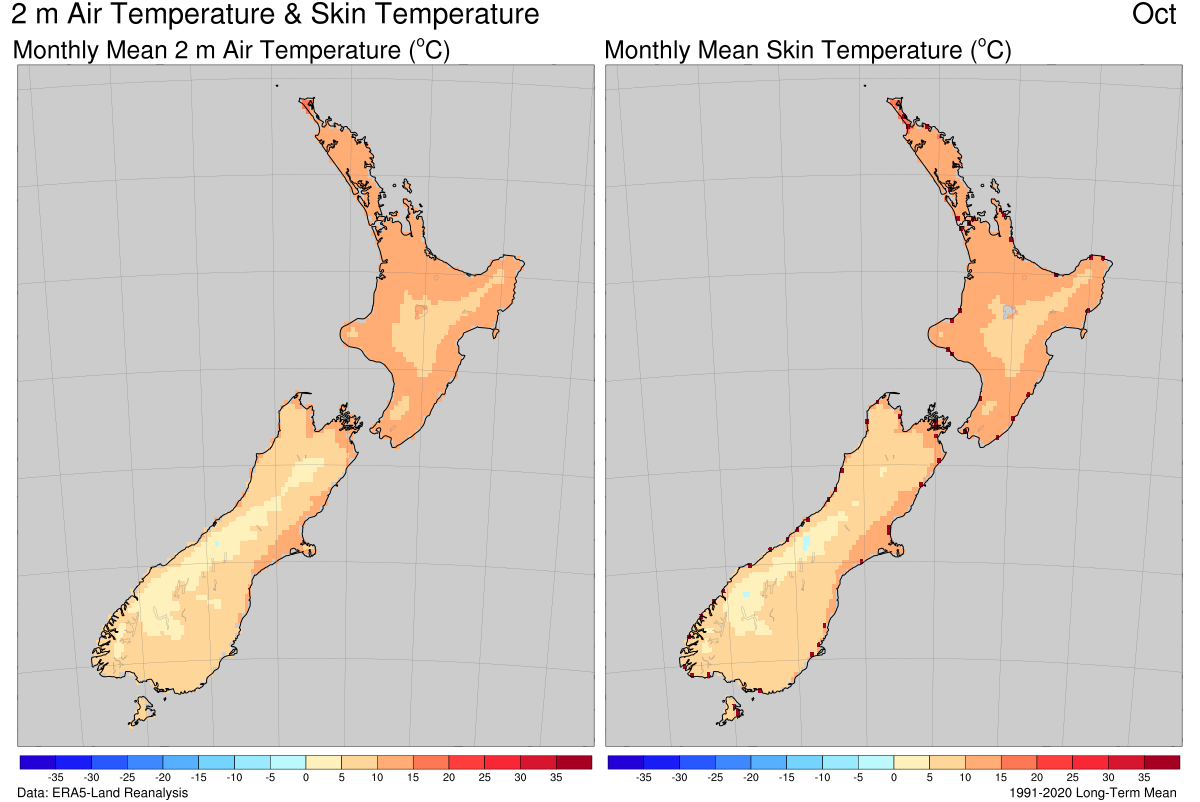 2 m Air Temperature & Skin Temperature Oct
Monthly Mean 2 m Air Temperature (°C) Monthly Mean Skin Temperature (°C)
-35 -30 -25 -20 -15 -10 -5 0 5 10 15 20 25 30 35 -35 -30 -25 -20 -15 -10 -5 0 5 10 15 20 25 30 35
Data: ERA5-Land Reanalysis 1991-2020 Long-Term Mean